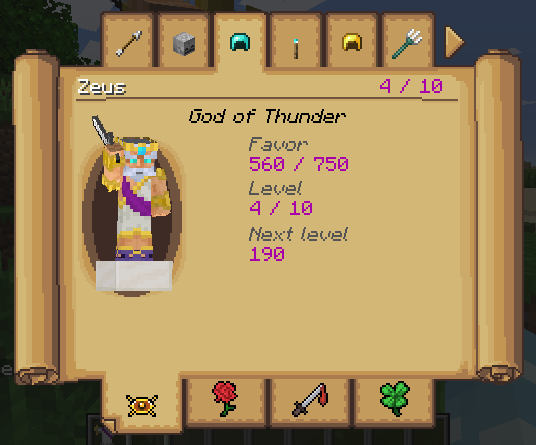 Zeus 4 / 10
God of Thunder
Favor
560 / 750
Level
4 / 10
Next level
190
e